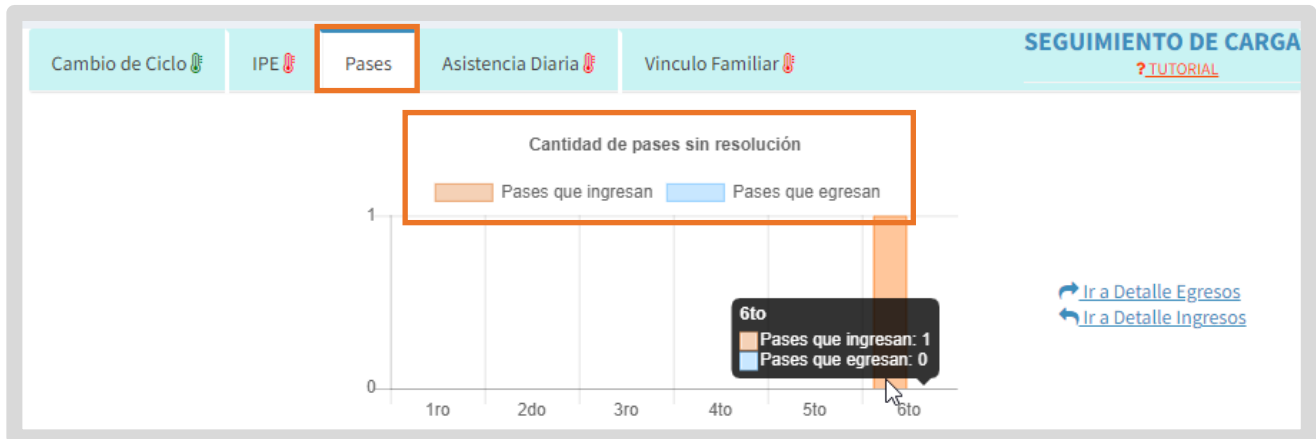 Cambio de Ciclo
IPE
Pases
Asistencia Diaria
Vinculo Familiar
SEGUIMIENTO DE CARGA
? TUTORIAL
Cantidad de pases sin resolución
Pases que ingresan
Pases que egresan
1
0
6to
Pases que ingresan: 1
Pases que egresan: 0
1ro
2do
3ro
4to
5to
6to
Ir a Detalle Egresos
Ir a Detalle Ingresos